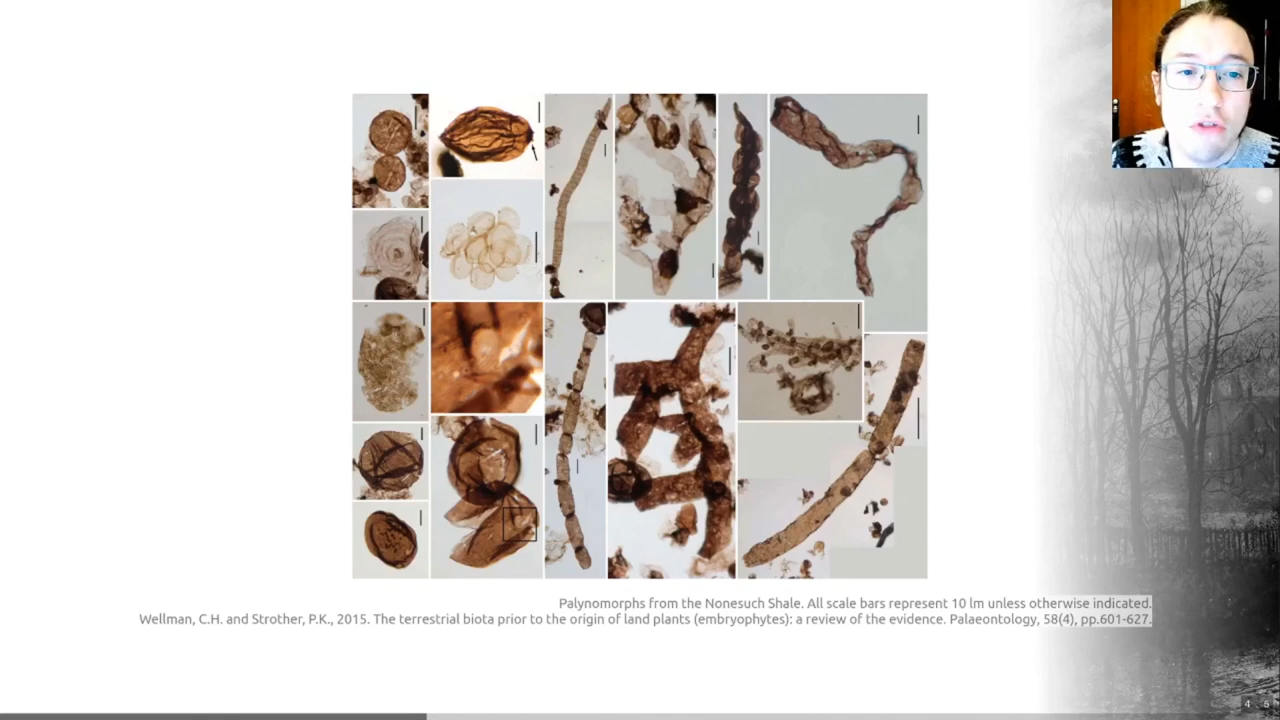 Palynomorphs from the Nonesuch Shale. All scale bars represent 10 lm unless otherwise indicated.
Wellman, C.H. and Strother, P.K., 2015. The terrestrial biota prior to the origin of land plants (embryophytes): a review of the evidence. Palaeontology, 58(4), pp.601-627.
4 . 5